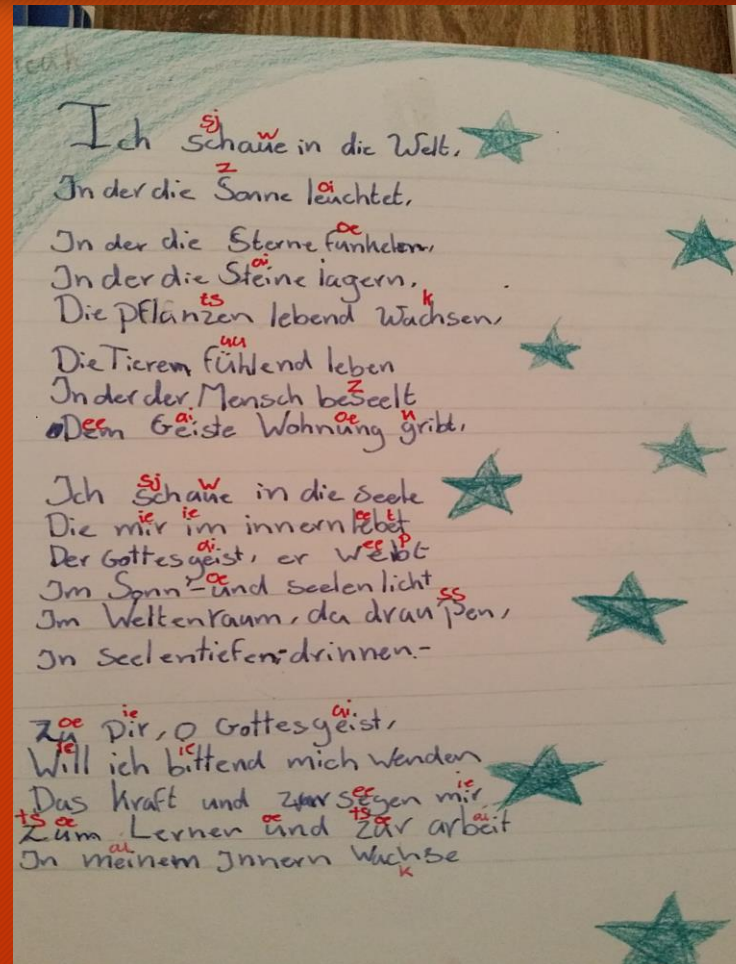 Ich schaue in die Welt,
In der die Sonne leuchtet,
In der die Sterne funkelen,
In der die Steine lagern,
Die pflanzen lebend wachsen,
Die Tieren fühlend leben
In der der Mensch beseelt
Dem Geiste Wohnung gribt,
Ich schaue in die Seele
Die mir im innern lebet
Der Gottesgeist, er webt
Im Sonn'- und seelenlicht
Im Weltenraum, da draußen,
In seelentiefen-drinnen.-
Zu Dir, o Gottesgeist,
Will ich bittend mich wenden
Das Kraft und segen mir
Zum Lernen und zur arbeit
In meinem Innern wachse